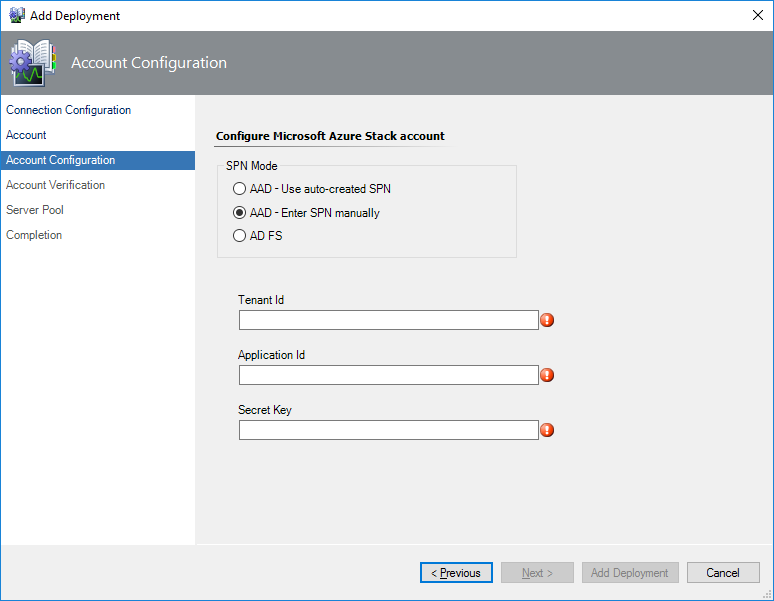 Add Deployment
Account Configuration
Connection Configuration
Account
Account Configuration
Account Verification
Server Pool
Completion
Configure Microsoft Azure Stack account
SPN Mode
AAD - Use auto-created SPN
AAD - Enter SPN manually
AD FS
Tenant Id
Application Id
Secret Key
< Previous
Next >
Add Deployment
Cancel